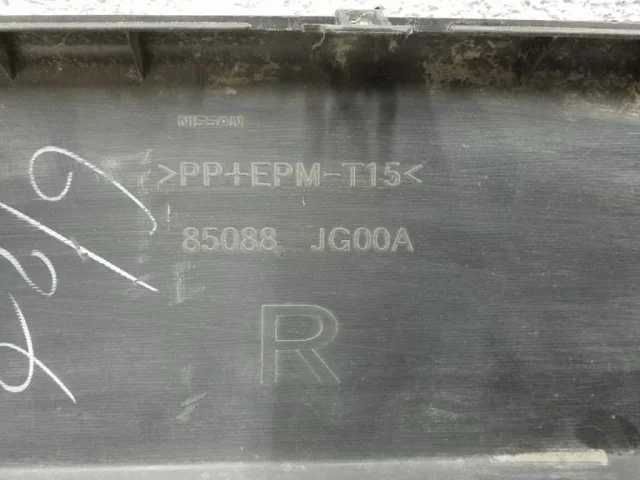 NISSAN
>PP+EPM-T15<
85088 JG00A
R